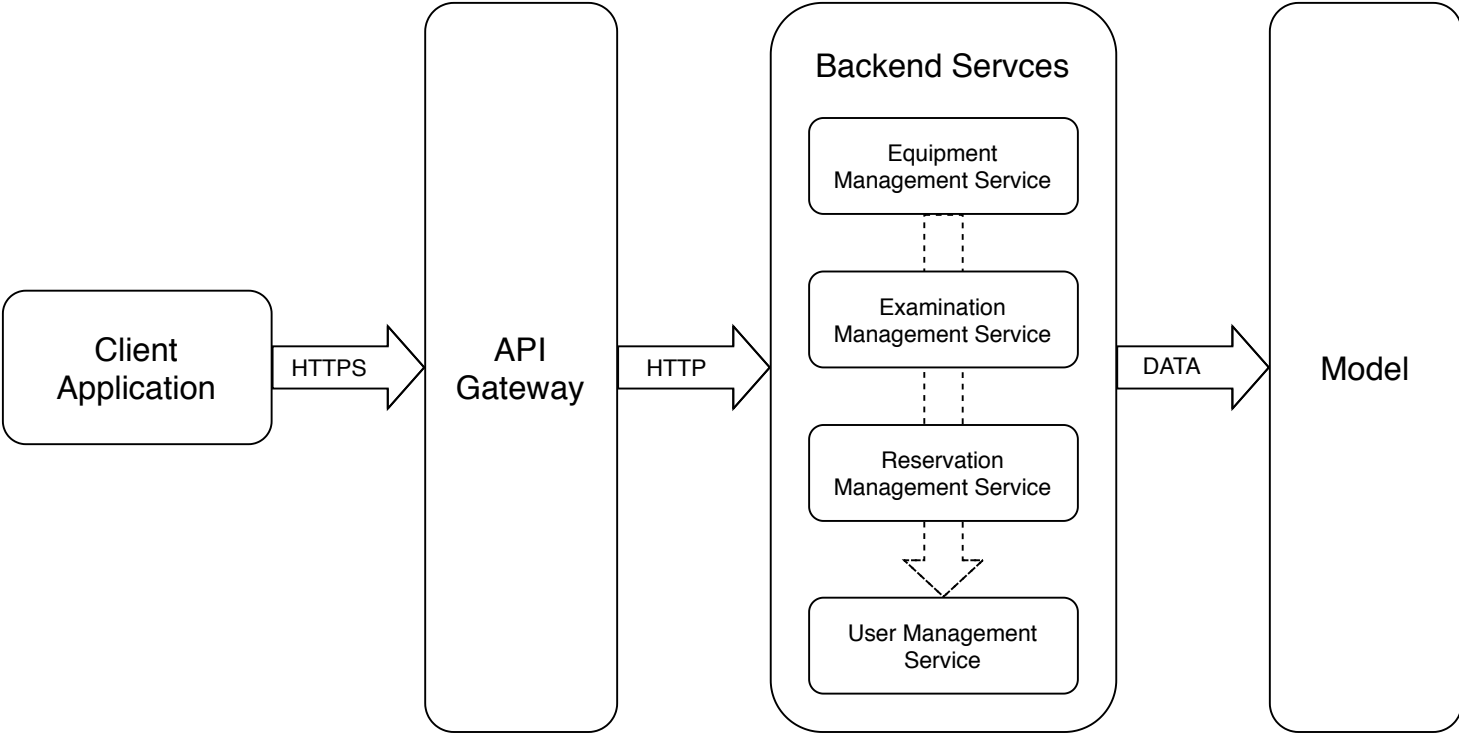 Client
Application
HTTPS
API
Gateway
HTTP
Backend Servces
Equipment
Management Service
Examination
Management Service
Reservation
Management Service
User Management
Service
DATA
Model